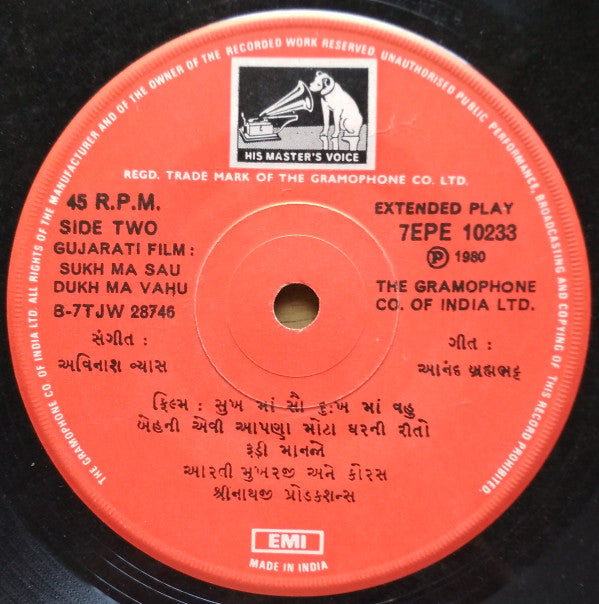 THE GRAMOPHONE CO. OF INDIA LTD. ALL RIGHTS OF THE MANUFACTURER AND OF THE OWNER OF THE RECORDED WORK RESERVED. UNAUTHORISED PUBLIC PERFORMANCE, BROADCASTING AND COPYING OF THIS RECORD PROHIBITED.
HIS MASTER'S VOICE
REGD. TRADE MARK OF THE GRAMOPHONE CO. LTD.
45 R.P.M.
SIDE TWO
GUJARATI FILM :
SUKH MA SAU
DUKH MA VAHU
B-7TJW 28746
EXTENDED PLAY
7EPE 10233
Ⓟ 1980
THE GRAMOPHONE
CO. OF INDIA LTD.
સંગીત :
અવિનાશ વ્યાસ
ગીત :
આનંદ બ્રહ્મભટ્ટ
ફિલ્મ : સુખ માં સૌ દુઃખ માં વહુ
બેહની એવી આપણા મોટા ઘરની રીતો
રૂડી માનજો
આરતી મુખરજી અને કોરસ
શ્રીનાથજી પ્રોડકશન્સ
EMI
MADE IN INDIA